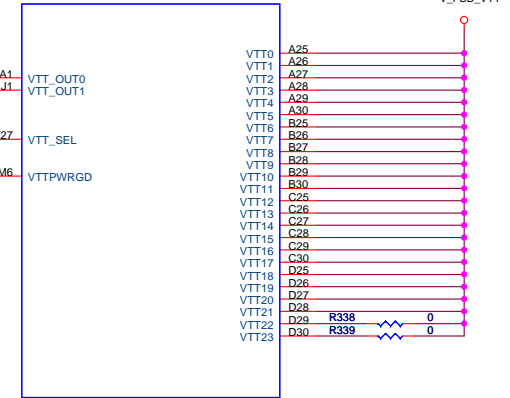 VTT0 A25
VTT1 A26
A1 VTT_OUT0 VTT2 A27
J1 VTT_OUT1 VTT3 A28
VTT4 A29
VTT5 A30
VTT6 B25
27 VTT_SEL VTT7 B26
VTT8 B27
VTT9 B28
M6 VTTPWRGD VTT10 B29
VTT11 B30
VTT12 C25
VTT13 C26
VTT14 C27
VTT15 C28
VTT16 C29
VTT17 C30
VTT18 D25
VTT19 D26
VTT20 D27
VTT21 D28
VTT22 D29 R338 0
VTT23 D30 R339 0